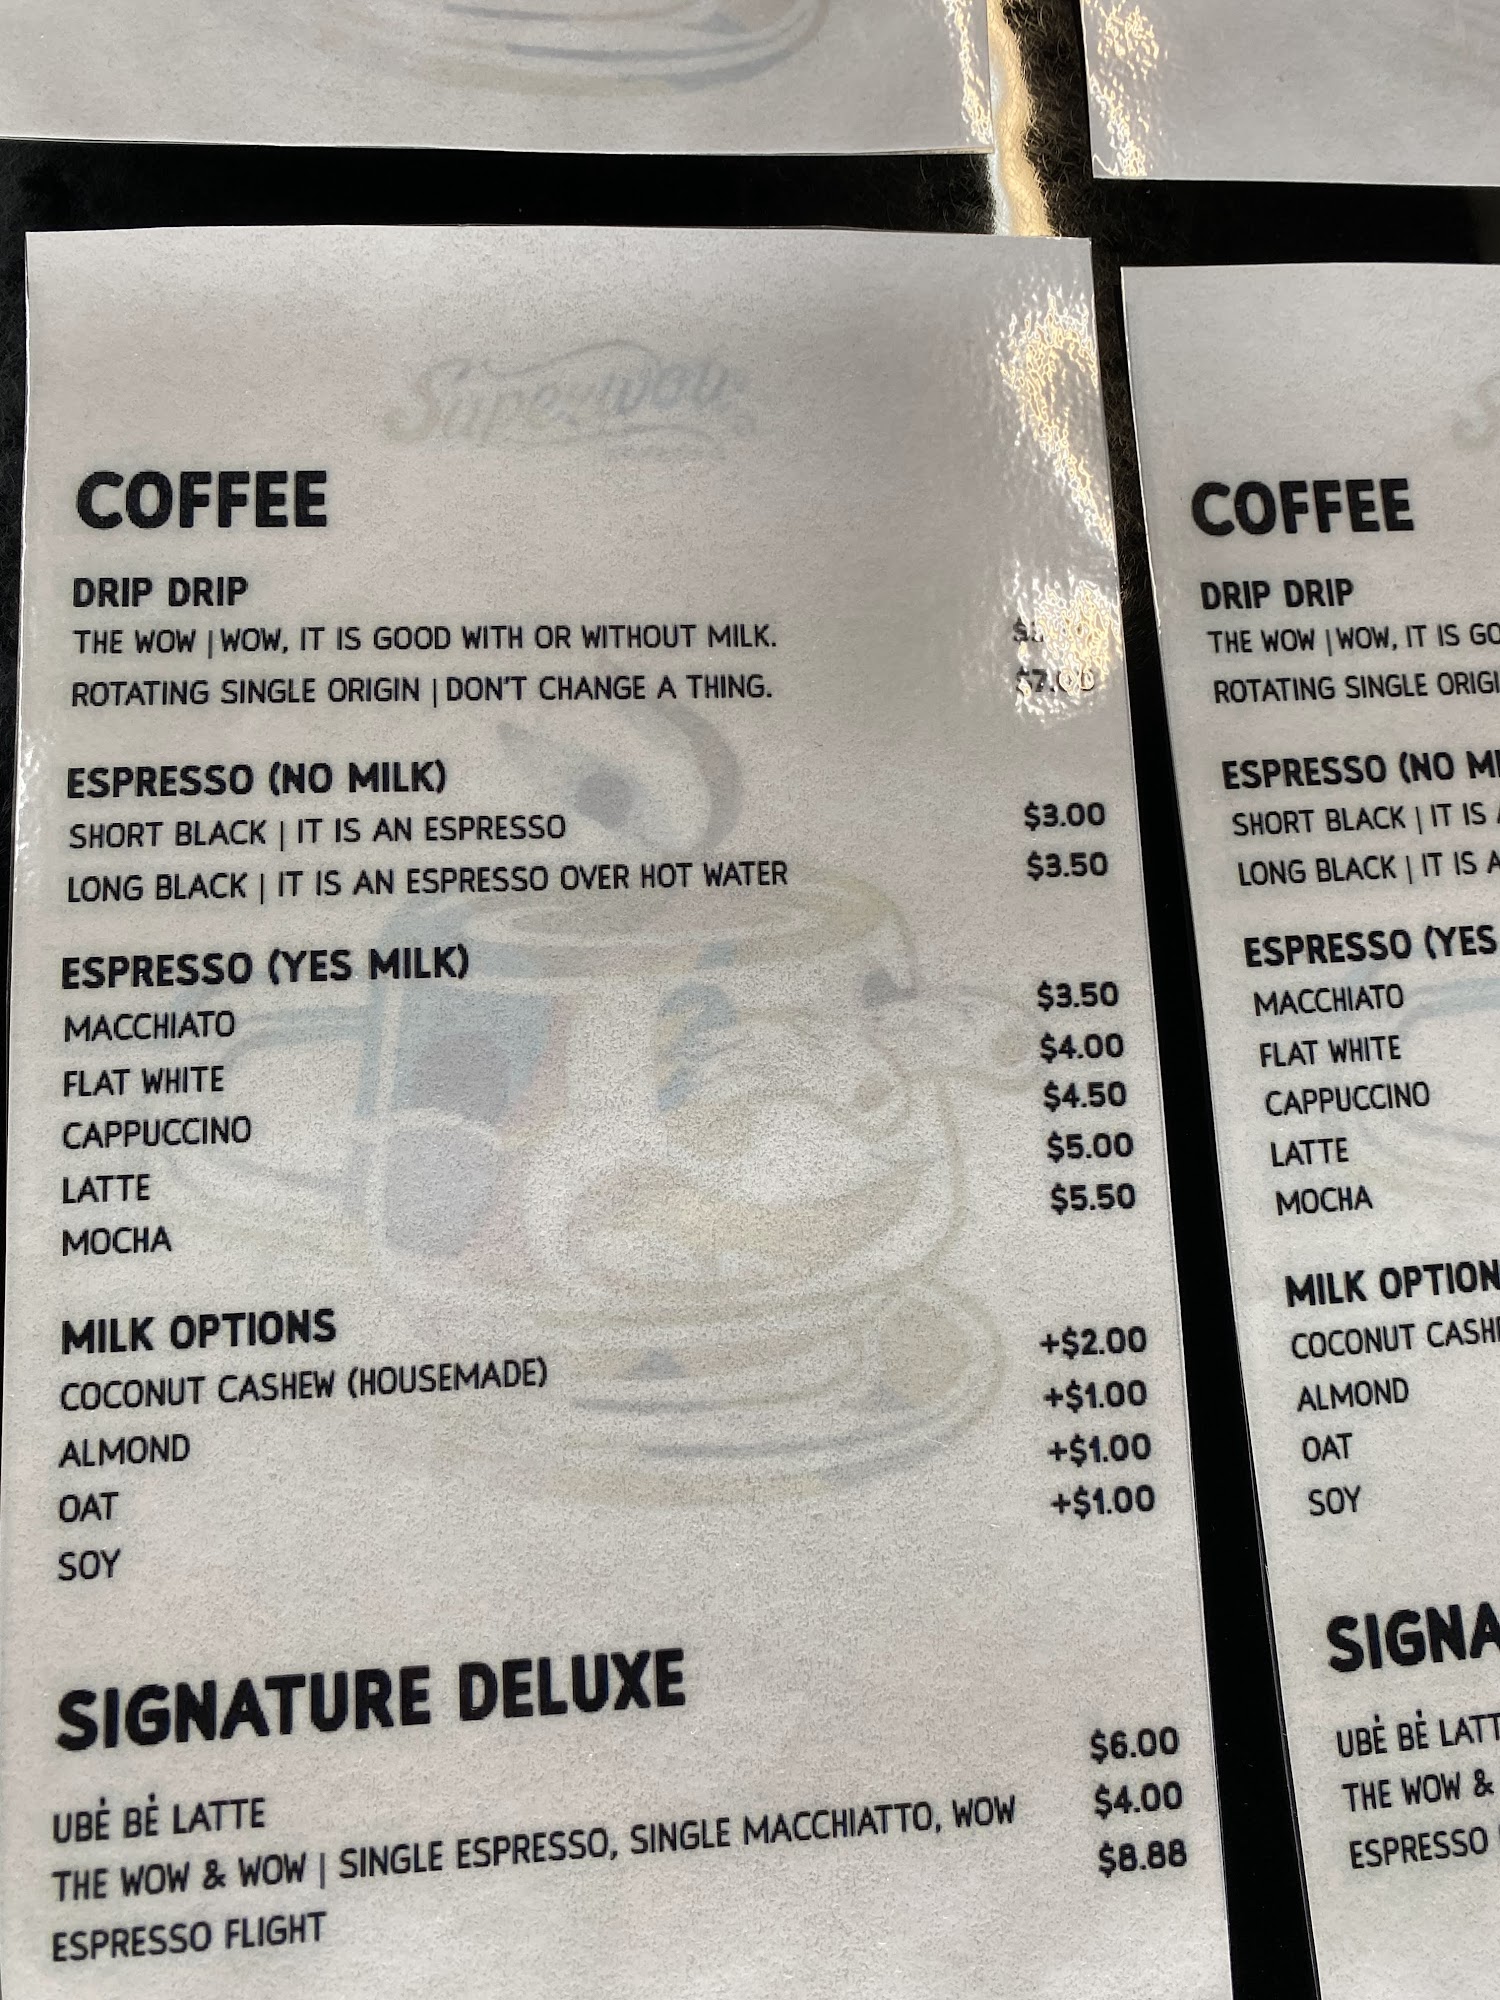 Superwow
COFFEE
DRIP DRIP
THE WOW | WOW, IT IS GOOD WITH OR WITHOUT MILK.
ROTATING SINGLE ORIGIN | DON'T CHANGE A THING. $7.00
ESPRESSO (NO MILK)
SHORT BLACK | IT IS AN ESPRESSO $3.00
LONG BLACK | IT IS AN ESPRESSO OVER HOT WATER $3.50
ESPRESSO (YES MILK)
MACCHIATO $3.50
FLAT WHITE $4.00
CAPPUCCINO $4.50
LATTE $5.00
MOCHA $5.50
MILK OPTIONS
COCONUT CASHEW (HOUSEMADE) +$2.00
ALMOND +$1.00
OAT +$1.00
SOY +$1.00
SIGNATURE DELUXE
UBĖ BĖ LATTE $6.00
THE WOW & WOW | SINGLE ESPRESSO, SINGLE MACCHIATTO, WOW $4.00
ESPRESSO FLIGHT $8.88
COFFEE
DRIP DRIP
THE WOW | WOW, IT IS GO
ROTATING SINGLE ORIGI
ESPRESSO (NO MI
SHORT BLACK | IT IS
LONG BLACK | IT IS A
ESPRESSO (YES
MACCHIATO
FLAT WHITE
CAPPUCCINO
LATTE
MOCHA
MILK OPTION
COCONUT CASHE
ALMOND
OAT
SOY
SIGNA
UBĖ BĖ LATT
THE WOW &
ESPRESSO